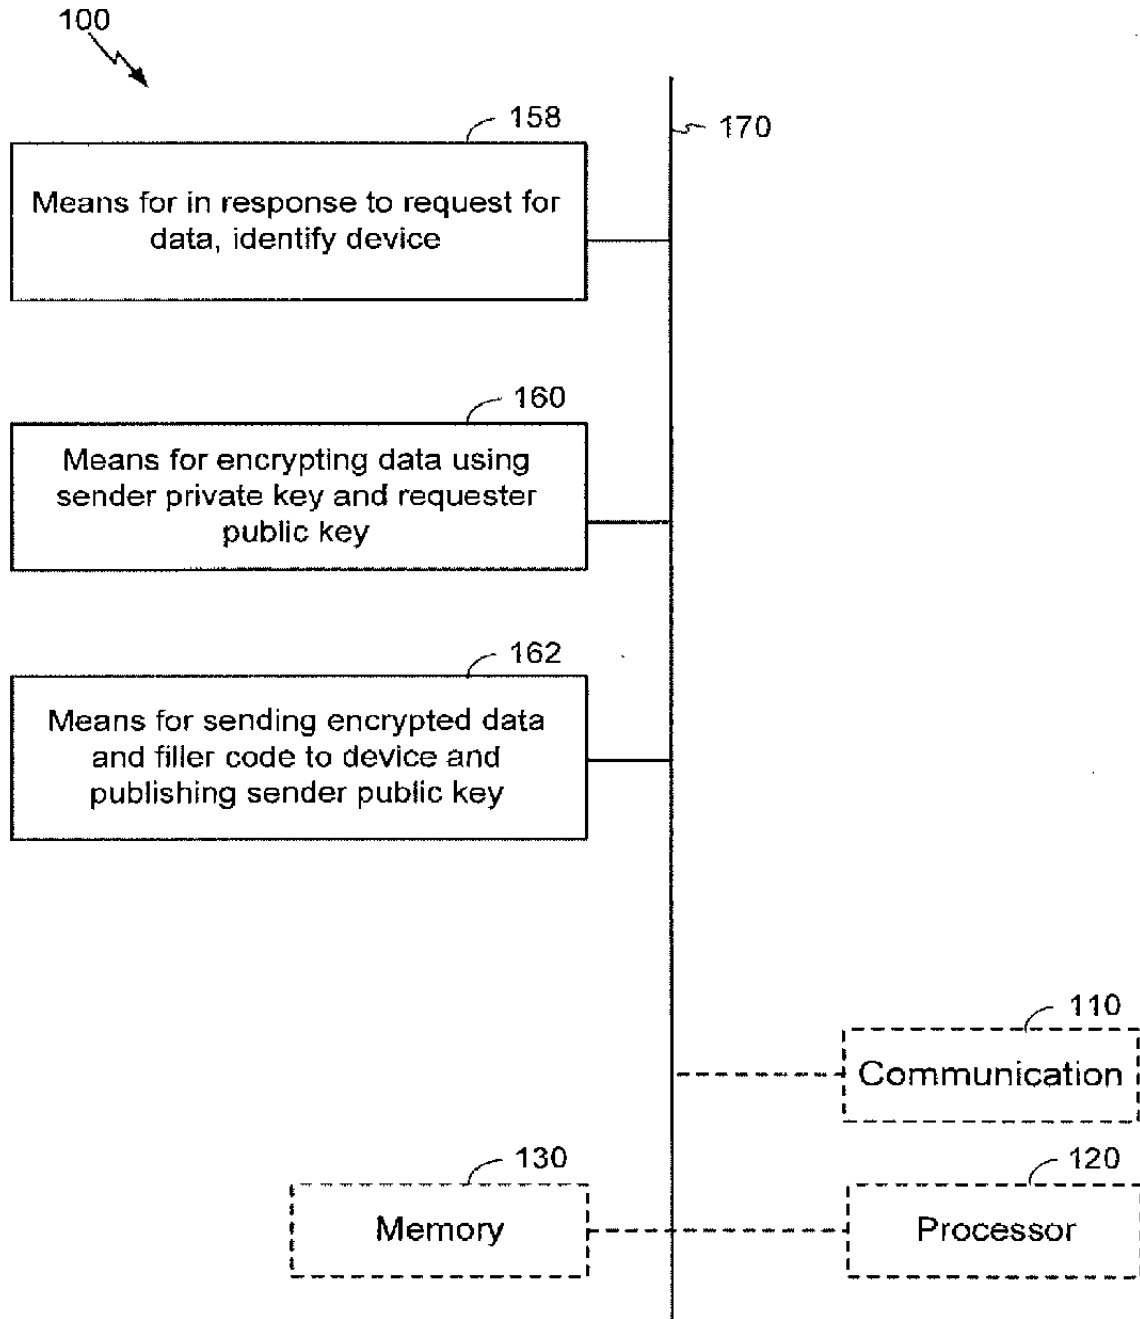 100
158
170
Means for in response to request for
data, identify device
160
Means for encrypting data using
sender private key and requester
public key
162
Means for sending encrypted data
and filler code to device and
publishing sender public key
110
Communication
130
Memory
120
Processor